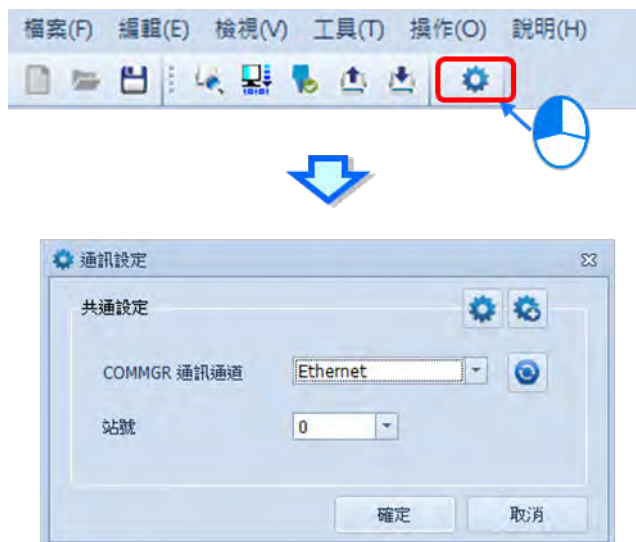 檔案(F) 編輯(E) 檢視(V) 工具(T) 操作(O) 說明(H)
10101
通訊設定
共通設定
COMMGR 通訊通道 Ethernet
站號 0
確定 取消